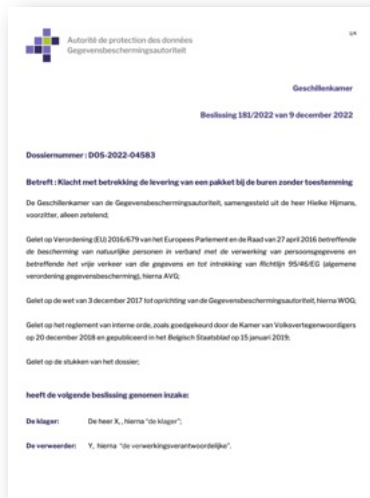 1/4
Autorité de protection des données
Gegevensbeschermingsautoriteit
Geschillenkamer
Beslissing 181/2022 van 9 december 2022
Dossiernummer : DOS-2022-04583
Betreft : Klacht met betrekking de levering van een pakket bij de buren zonder toestemming
De Geschillenkamer van de Gegevensbeschermingsautoriteit, samengesteld uit de heer Hielke Hijmans,
voorzitter, alleen zetelend;
Gelet op Verordening (EU) 2016/679 van het Europees Parlement en de Raad van 27 april 2016 betreffende
de bescherming van natuurlijke personen in verband met de verwerking van persoonsgegevens en
betreffende het vrije verkeer van die gegevens en tot intrekking van Richtlijn 95/46/EG (algemene
verordening gegevensbescherming), hierna AVG;
Gelet op de wet van 3 december 2017 tot oprichting van de Gegevensbeschermingsautoriteit, hierna WOG;
Gelet op het reglement van interne orde, zoals goedgekeurd door de Kamer van Volksvertegenwoordigers
op 20 december 2018 en gepubliceerd in het Belgisch Staatsblad op 15 januari 2019;
Gelet op de stukken van het dossier;
heeft de volgende beslissing genomen inzake:
De klager: De heer X, , hierna "de klager";
De verweerder: Y, hierna "de verwerkingsverantwoordelijke".